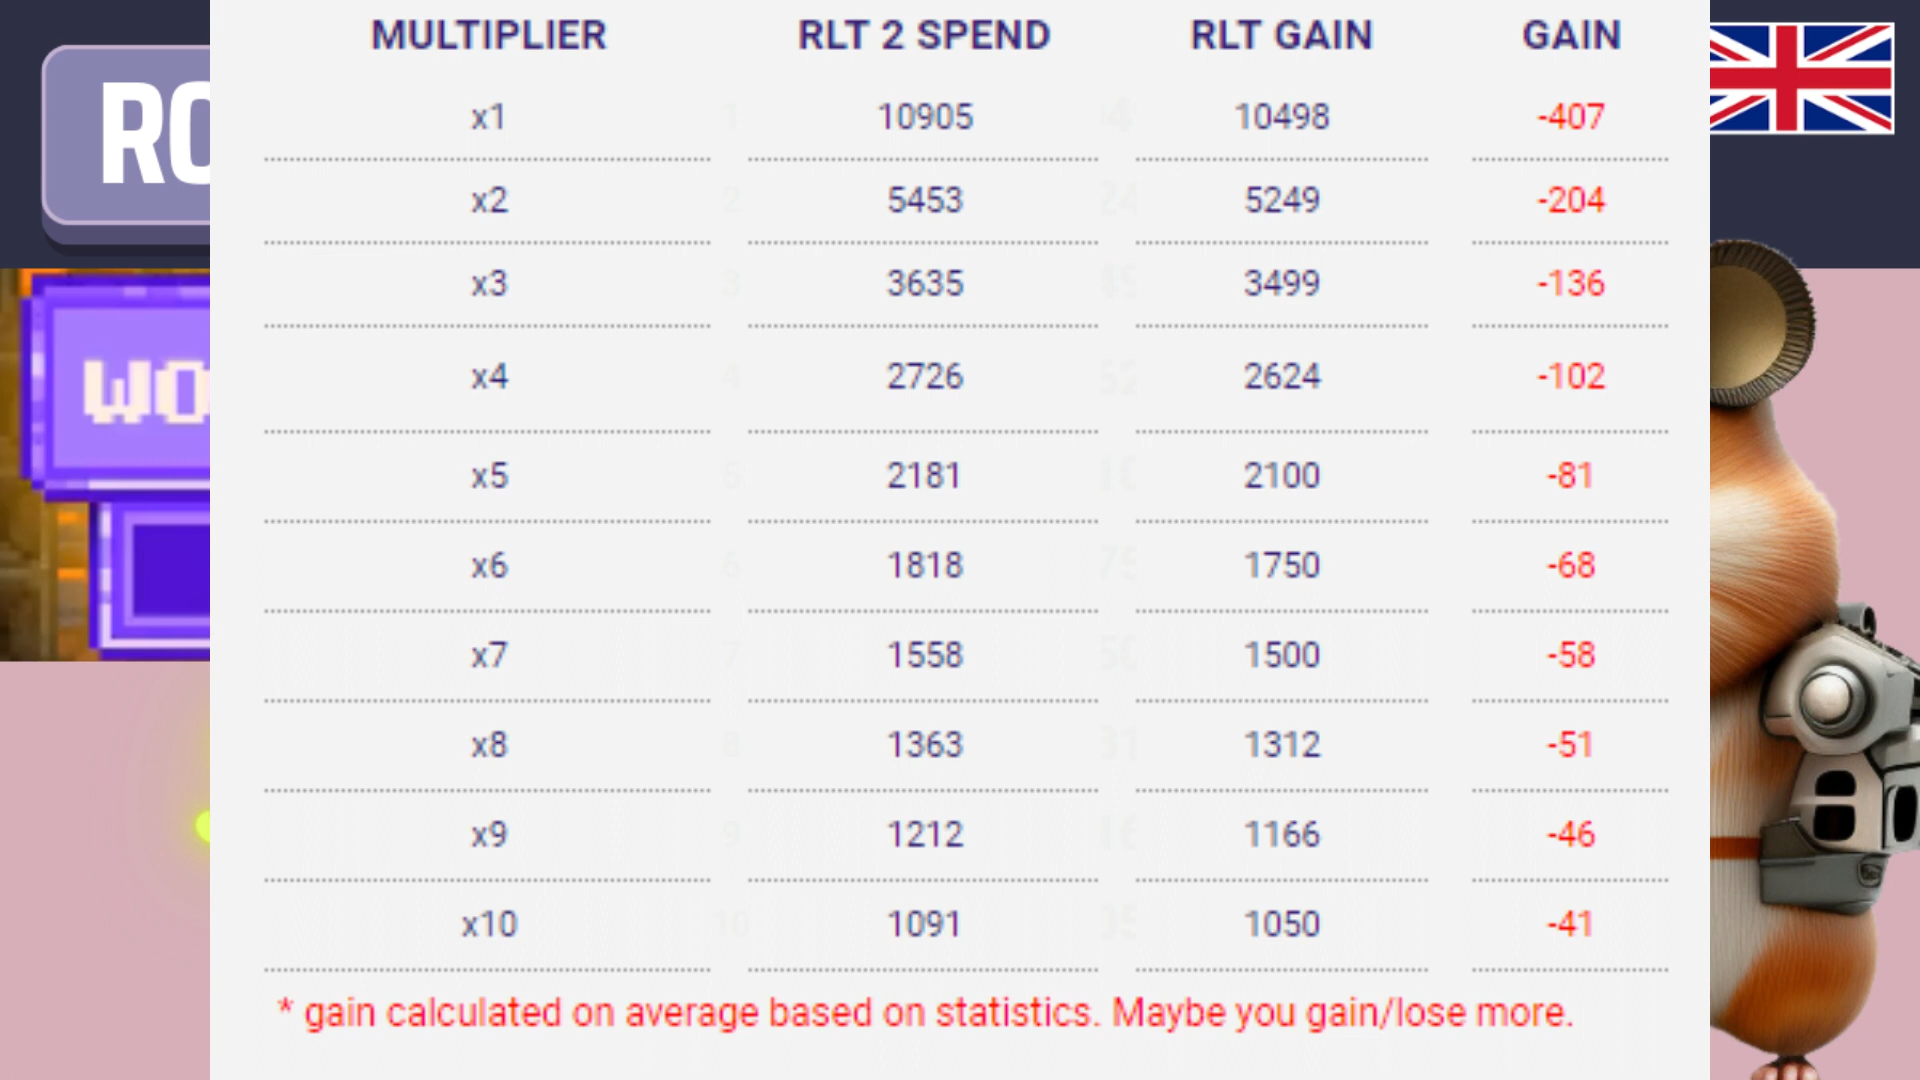 MULTIPLIER RLT 2 SPEND RLT GAIN GAIN
RO
x1 10905 10498 -407
x2 5453 5249 -204
x3 3635 3499 -136
WO
x4 2726 2624 -102
x5 2181 2100 -81
x6 1818 1750 -68
x7 1558 1500 -58
x8 1363 1312 -51
x9 1212 1166 -46
x10 1091 1050 -41
* gain calculated on average based on statistics. Maybe you gain/lose more.